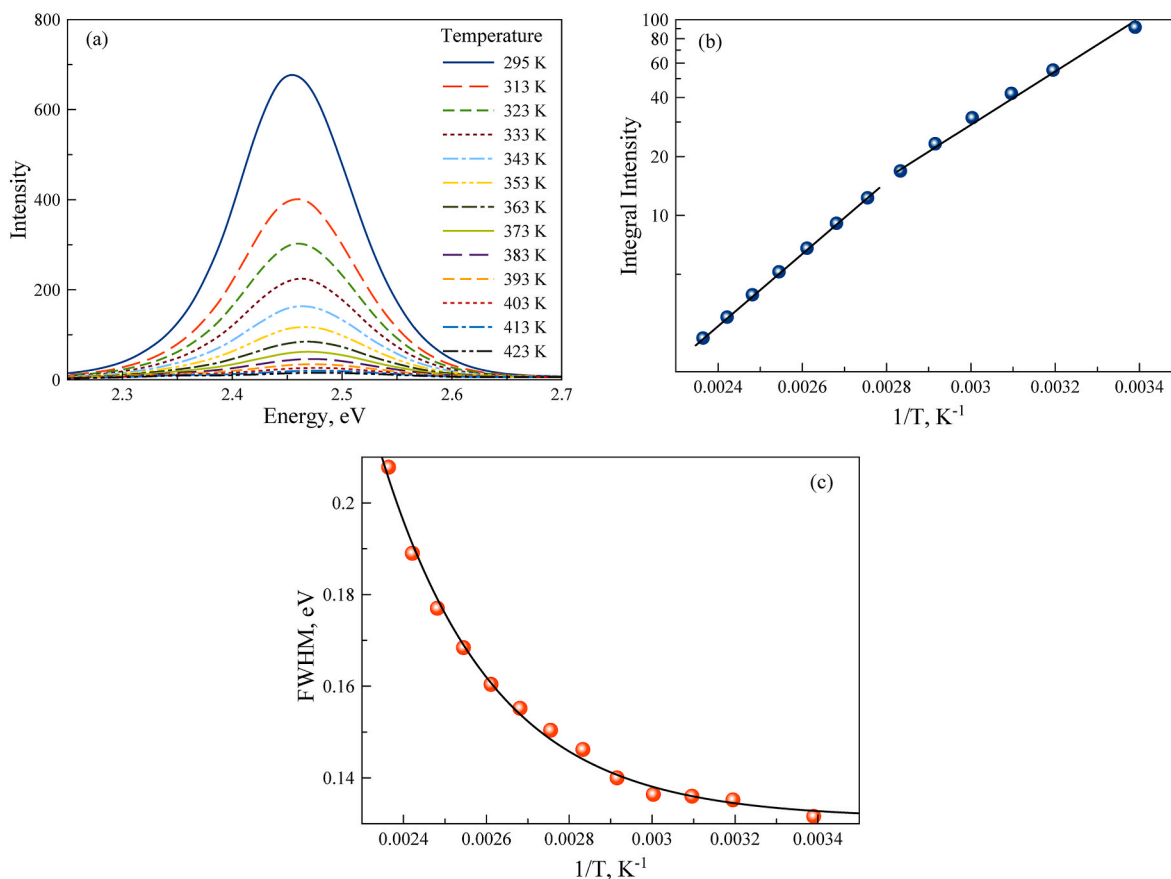 (a)
Temperature
295 K
313 K
323 K
333 K
343 K
353 K
363 K
373 K
383 K
393 K
403 K
413 K
423 K
Intensity
800
600
400
200
0
2.3 2.4 2.5 2.6 2.7
Energy, eV
(b)
Integral Intensity
100
80
60
40
20
10
0.0024 0.0026 0.0028 0.003 0.0032 0.0034
1/T, K⁻¹
(c)
FWHM, eV
0.2
0.18
0.16
0.14
0.0024 0.0026 0.0028 0.003 0.0032 0.0034
1/T, K⁻¹